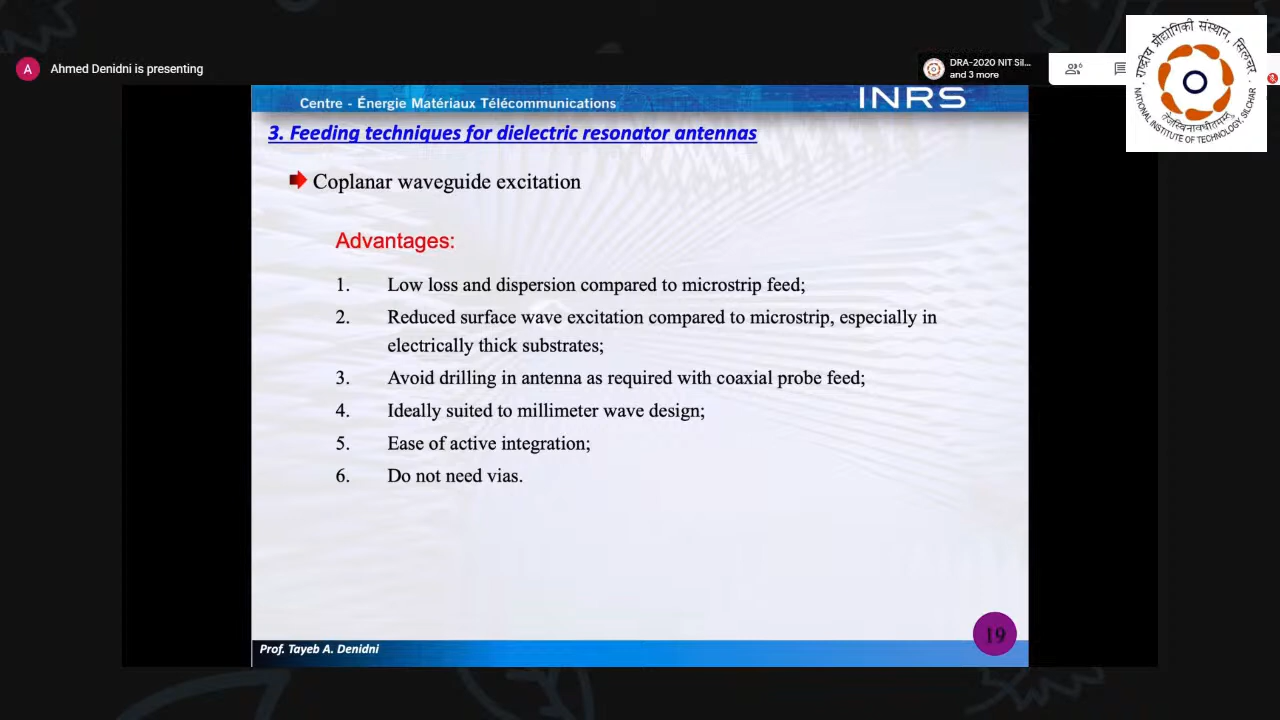 Ahmed Denidni is presenting
A
DRA-2020 NIT Sil...
and 3 more
राष्ट्रीय प्रौद्योगिकी संस्थान, सिलचर
तेजस्विनावधीतमस्तु
NATIONAL INSTITUTE OF TECHNOLOGY, SILCHAR
Centre - Énergie Matériaux Télécommunications
INRS
3. Feeding techniques for dielectric resonator antennas
Coplanar waveguide excitation
Advantages:
1. Low loss and dispersion compared to microstrip feed;
2. Reduced surface wave excitation compared to microstrip, especially in
electrically thick substrates;
3. Avoid drilling in antenna as required with coaxial probe feed;
4. Ideally suited to millimeter wave design;
5. Ease of active integration;
6. Do not need vias.
19
Prof. Tayeb A. Denidni